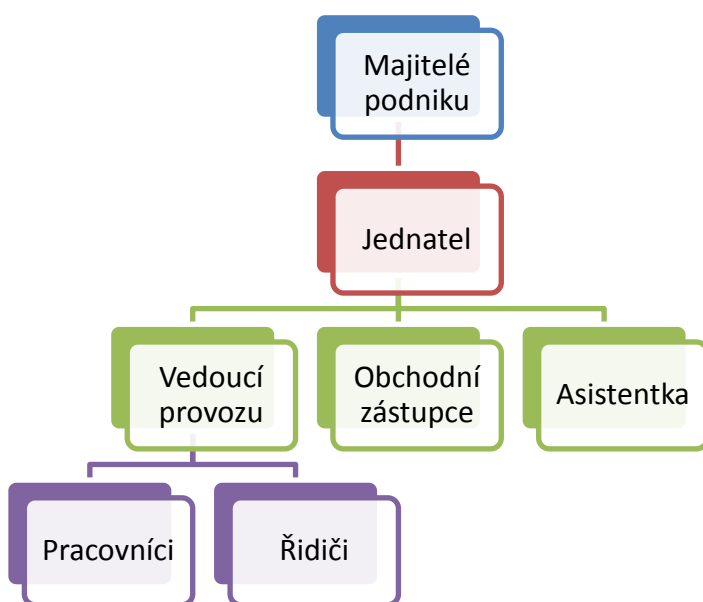 Majitelé
podniku
Jednatel
Vedoucí
provozu
Obchodní
zástupce
Asistentka
Pracovníci
Řidiči